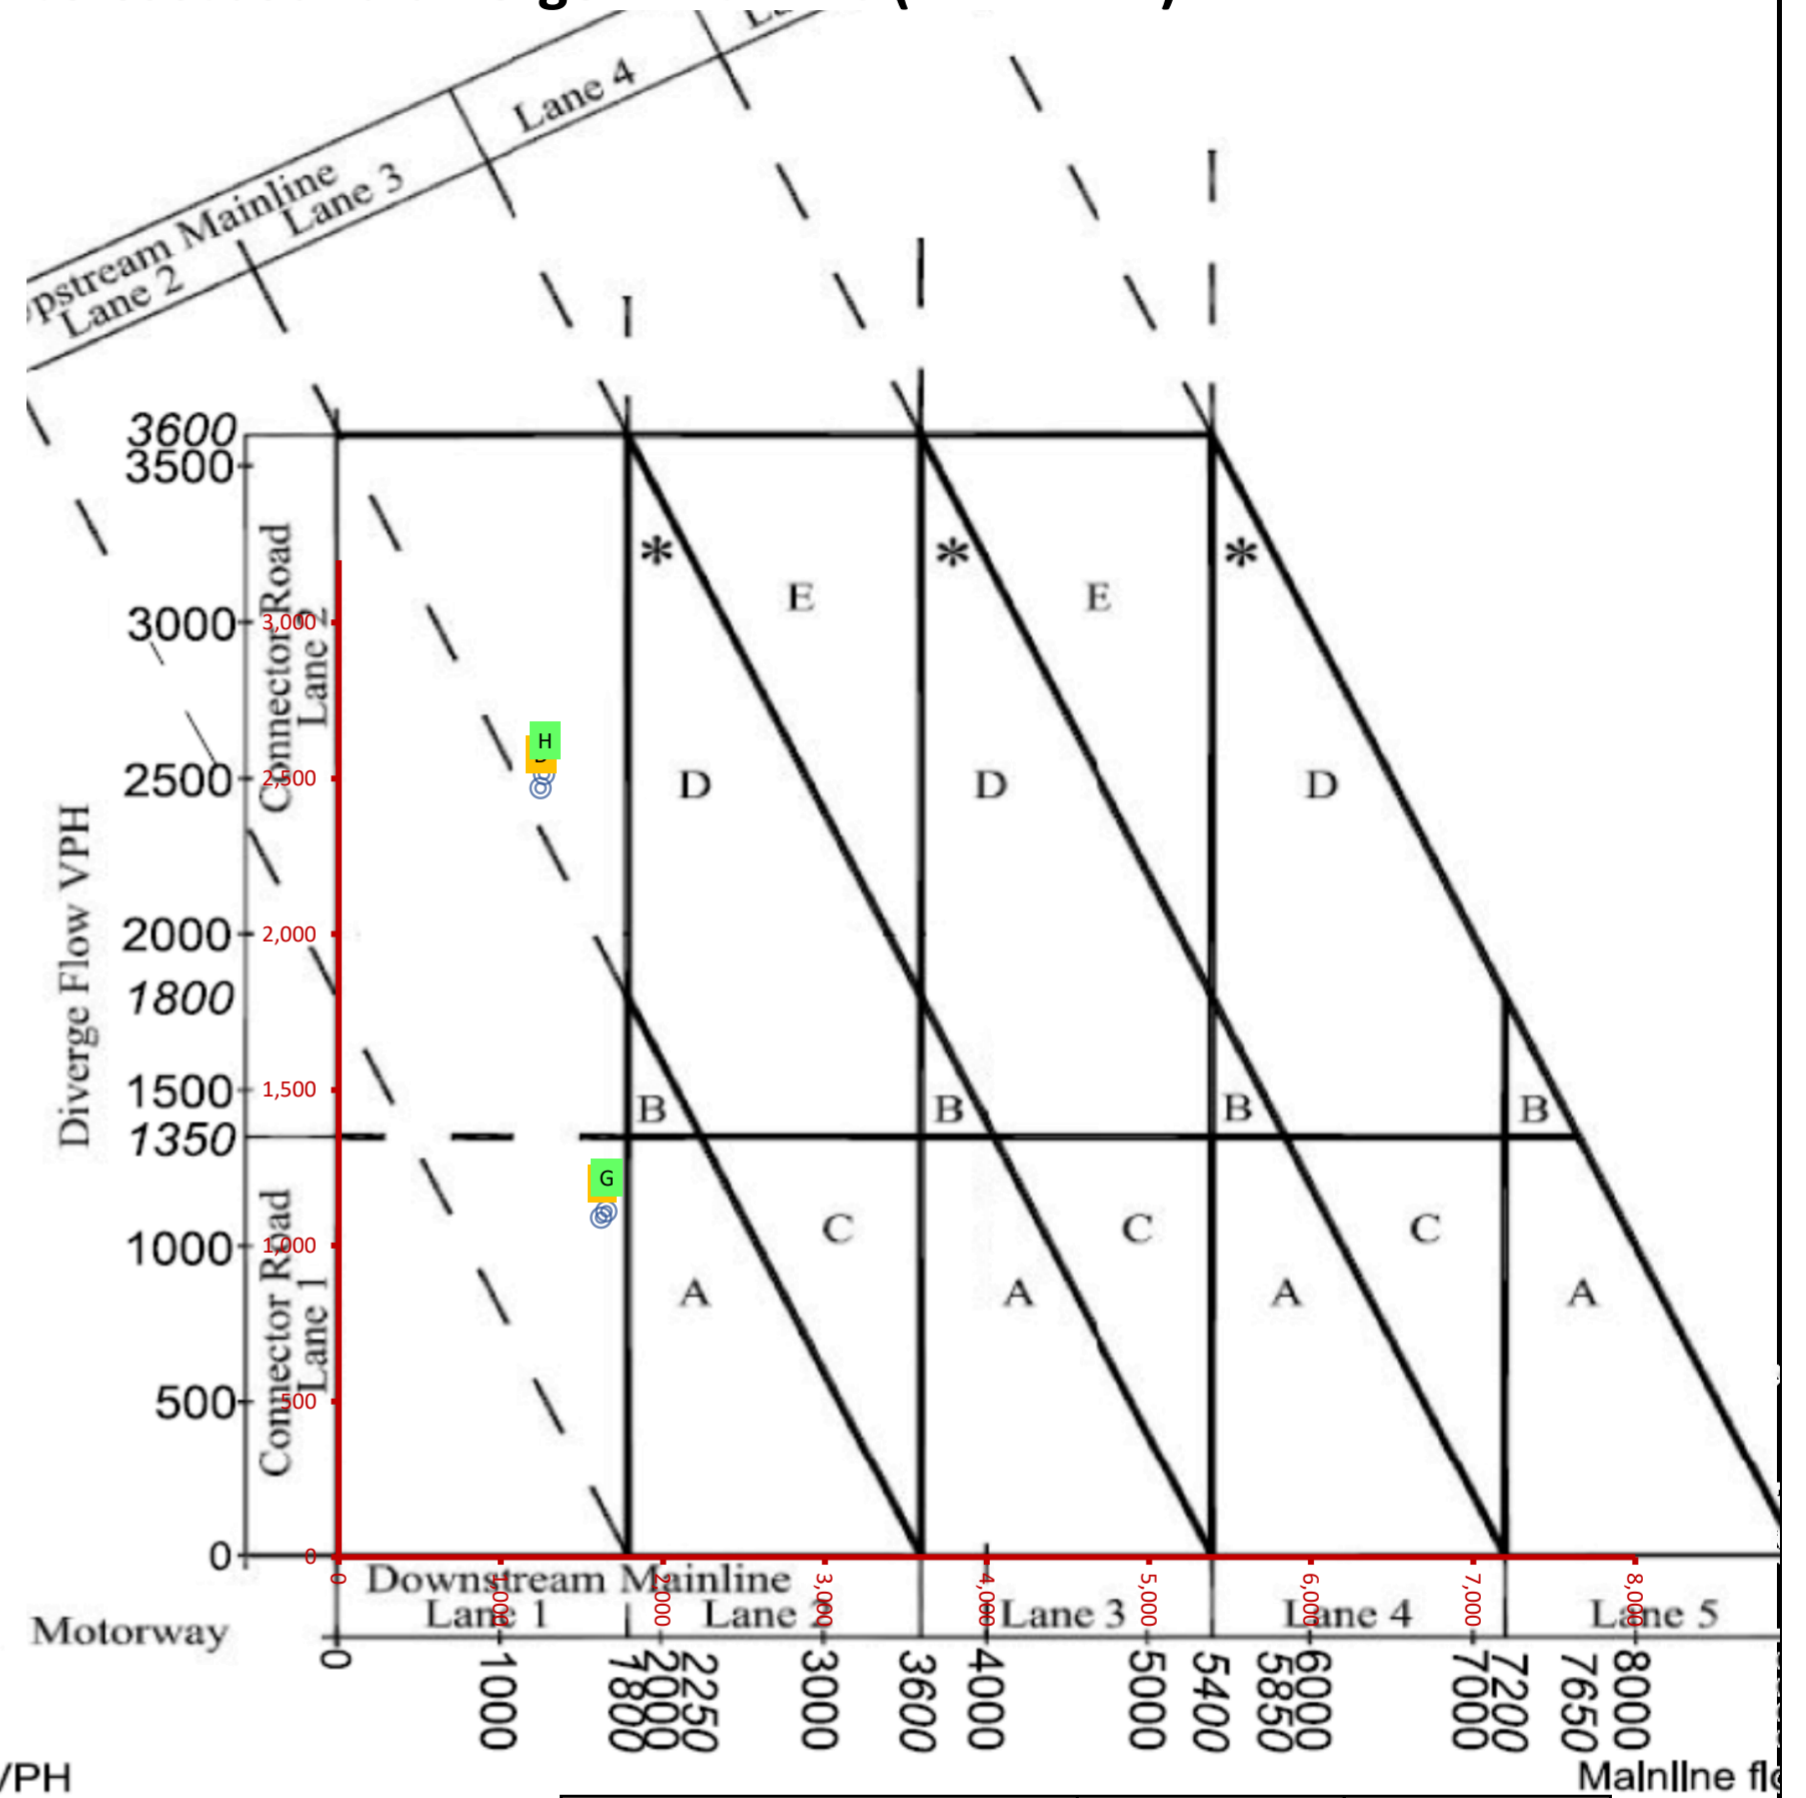 Lane 4
pstream Mainline
Lane 3
Lane 2
3600
3500
3000
2500
2000
1800
1500
1350
1000
500
0
Diverge Flow VPH
Connector Road
Lane 2
Connector Road
Lane 1
3,000
2,500
2,000
1,500
1,000
500
0
* * *
E E
H
D D D
B B B B
G
C C C
A A A A
0 1,000 2,000 3,000 4,000 5,000 6,000 7,000 8,000
Downstream Mainline
Motorway
Lane 1 Lane 2 Lane 3 Lane 4 Lane 5
0 1000 1800 2000 2250 3000 3600 4000 5000 5400 5850 6000 7000 7200 7650 8000
VPH
Mainline flo